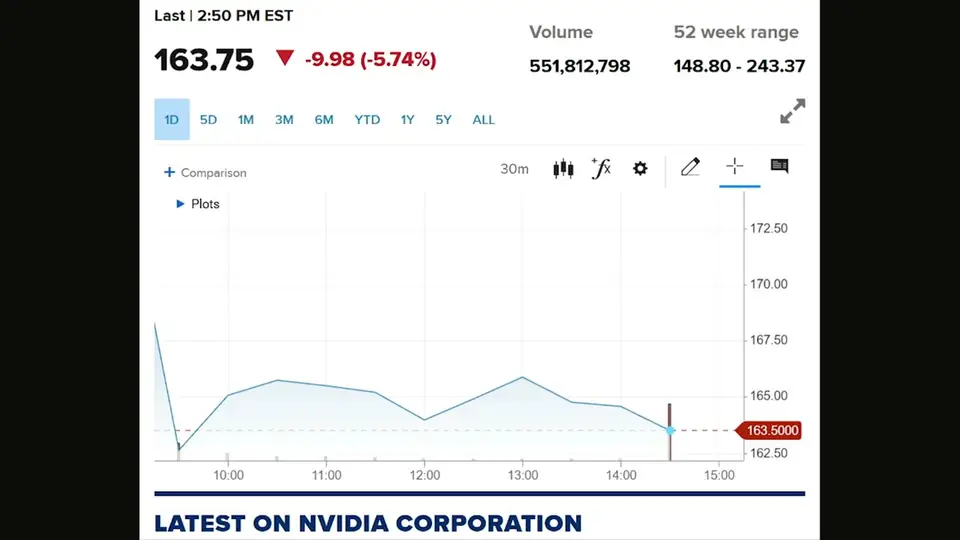 Last | 2:50 PM EST
Volume 52 week range
163.75 ▼ -9.98 (-5.74%) 551,812,798 148.80 - 243.37
1D 5D 1M 3M 6M YTD 1Y 5Y ALL
+ Comparison 30m +fx
Plots
172.50
170.00
167.50
165.00
163.5000
162.50
10:00 11:00 12:00 13:00 14:00 15:00
LATEST ON NVIDIA CORPORATION